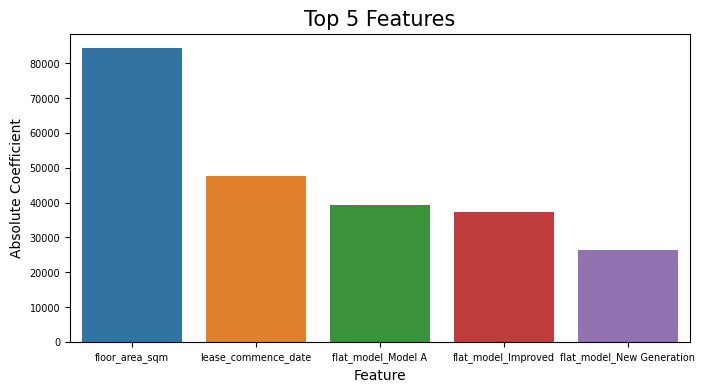 Top 5 Features
Absolute Coefficient
80000
70000
60000
50000
40000
30000
20000
10000
0
floor_area_sqm lease_commence_date flat_model_Model A flat_model_Improved flat_model_New Generation
Feature